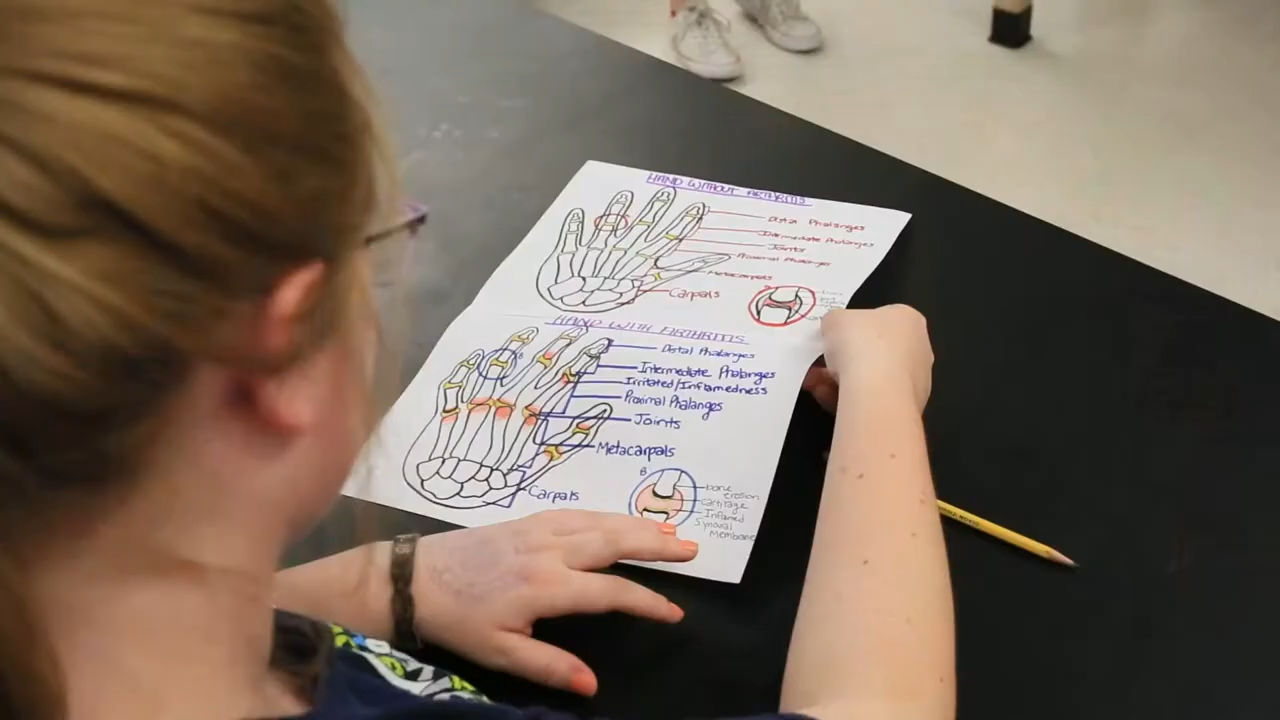 HAND WITHOUT ARTHRITIS
Distal Phalanges
Intermediate Phalanges
Joints
Proximal Phalanges
Metacarpals
Carpals
HAND WITH ARTHRITIS
Distal Phalanges
Intermediate Phalanges
Irritated/Inflamedness
Proximal Phalanges
Joints
Metacarpals
Carpals
B
B
bone
erosion
Cartilage
Inflamed
Synovial
Membrane